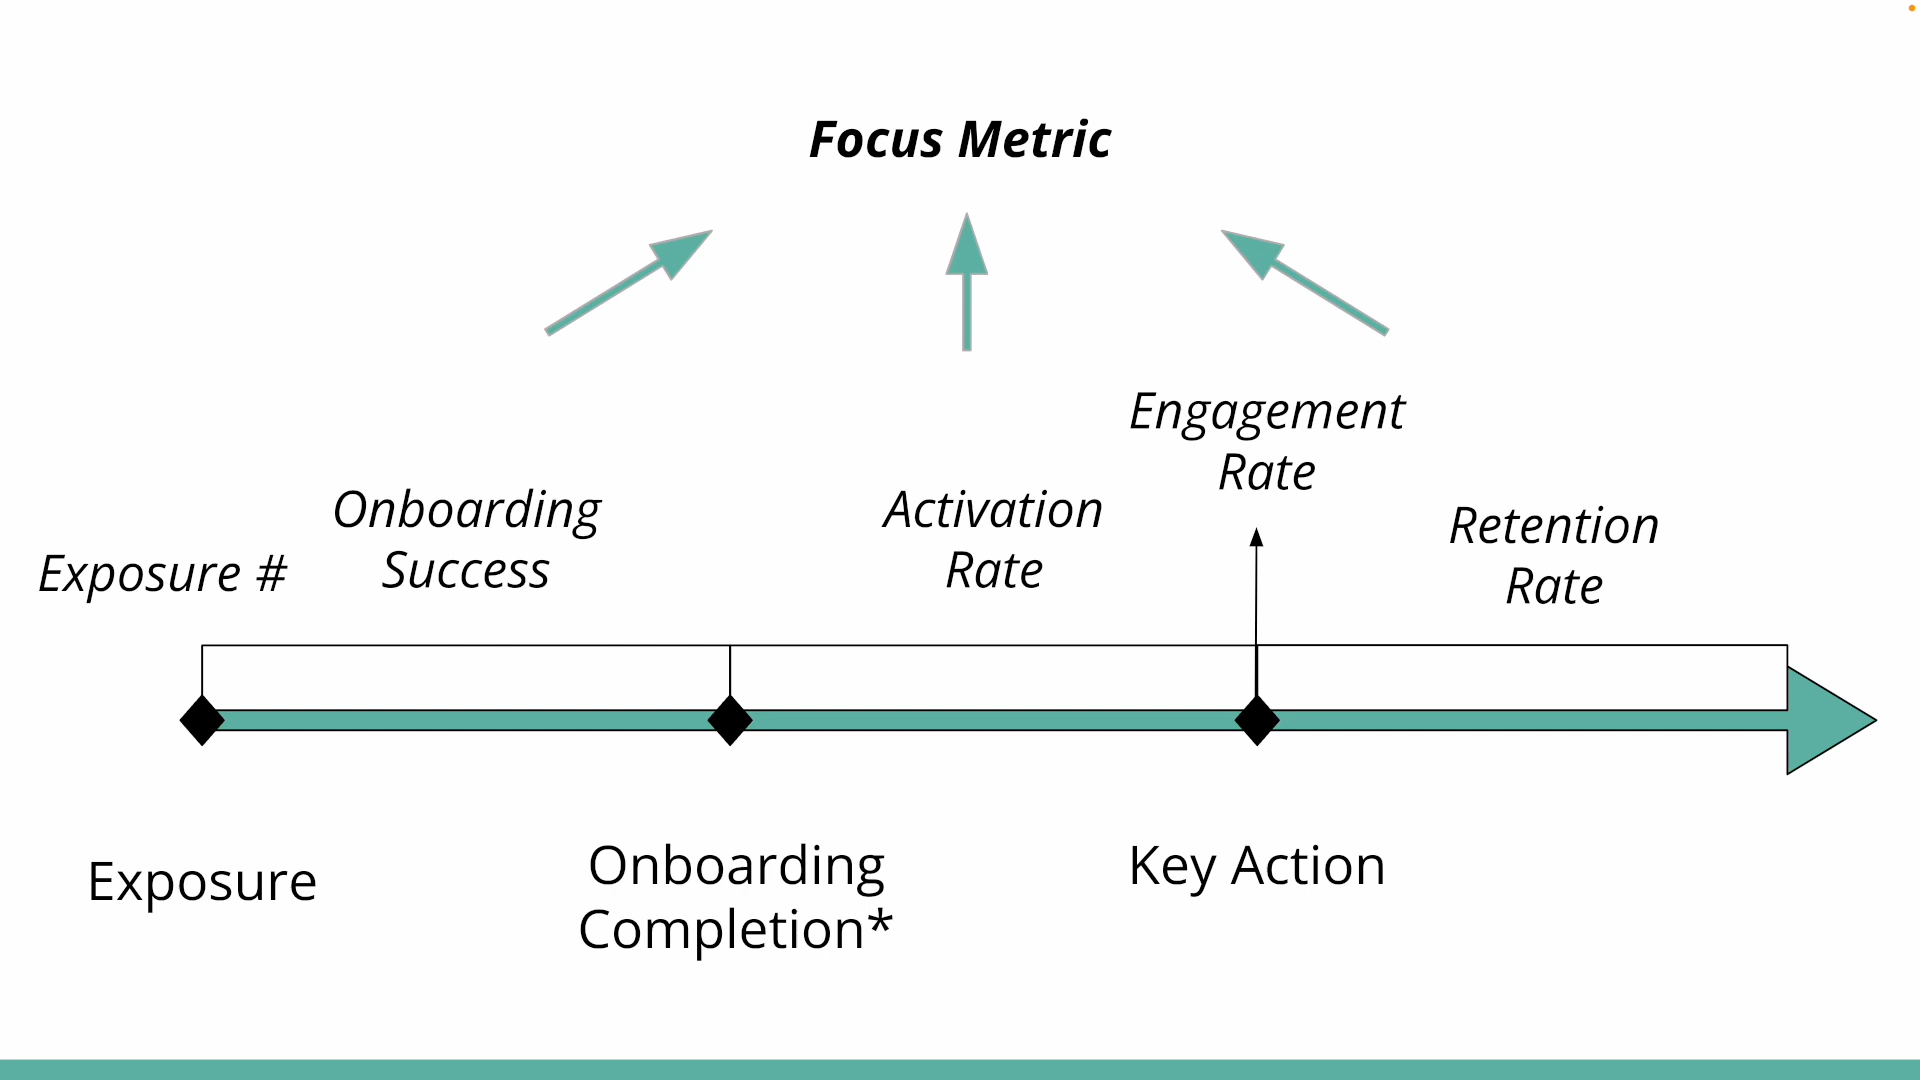 Focus Metric
Engagement
Rate
Onboarding
Success
Activation
Rate
Retention
Rate
Exposure #
Exposure
Onboarding
Completion*
Key Action